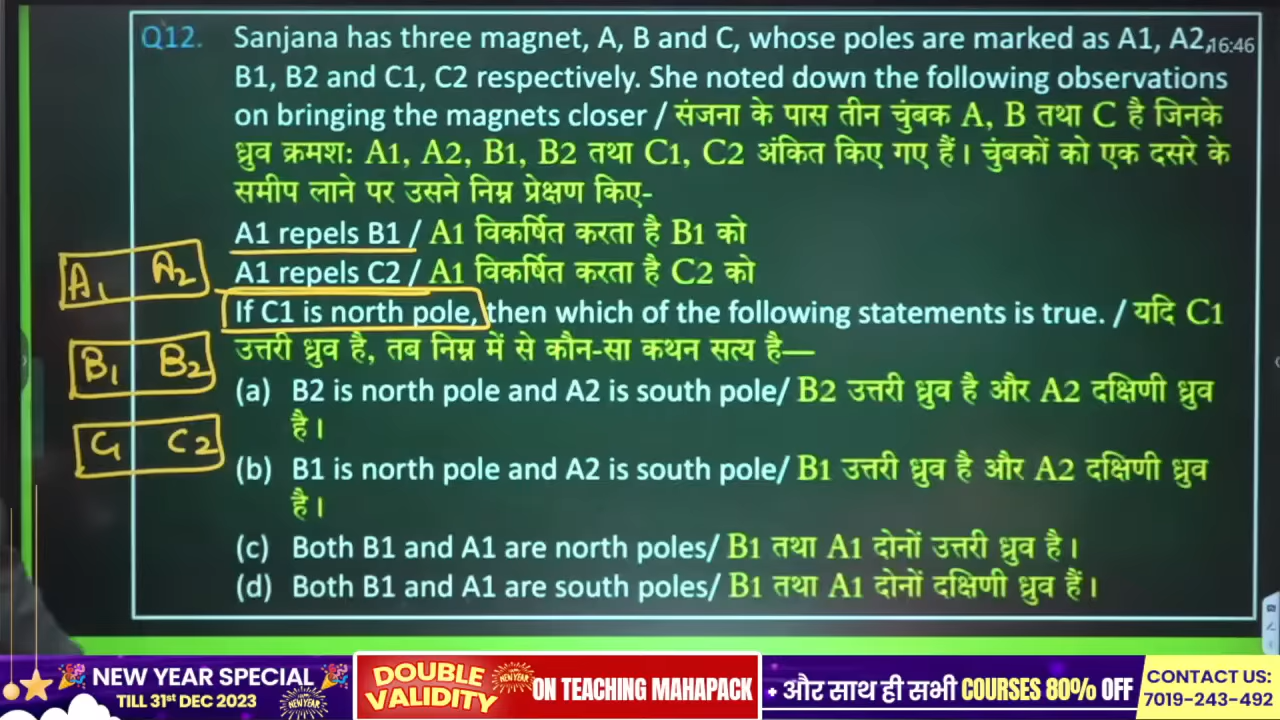 Q12. Sanjana has three magnet, A, B and C, whose poles are marked as A1, A2,
16:46
B1, B2 and C1, C2 respectively. She noted down the following observations
on bringing the magnets closer / संजना के पास तीन चुंबक A, B तथा C है जिनके
ध्रुव क्रमशः A1, A2, B1, B2 तथा C1, C2 अंकित किए गए हैं। चुंबकों को एक दसरे के
समीप लाने पर उसने निम्न प्रेक्षण किए-
A1 repels B1 / A1 विकर्षित करता है B1 को
A1 repels C2 / A1 विकर्षित करता है C2 को
If C1 is north pole, then which of the following statements is true. / यदि C1
उत्तरी ध्रुव है, तब निम्न में से कौन-सा कथन सत्य है—
(a) B2 is north pole and A2 is south pole/ B2 उत्तरी ध्रुव है और A2 दक्षिणी ध्रुव
है।
(b) B1 is north pole and A2 is south pole/ B1 उत्तरी ध्रुव है और A2 दक्षिणी ध्रुव
है।
(c) Both B1 and A1 are north poles/ B1 तथा A1 दोनों उत्तरी ध्रुव है।
(d) Both B1 and A1 are south poles/ B1 तथा A1 दोनों दक्षिणी ध्रुव हैं।
A1 A2
B1 B2
C1 C2
NEW YEAR SPECIAL
TILL 31st DEC 2023
NEW YEAR
DOUBLE
VALIDITY
NEW YEAR
ON TEACHING MAHAPACK
+ और साथ ही सभी COURSES 80% OFF
CONTACT US:
7019-243-492